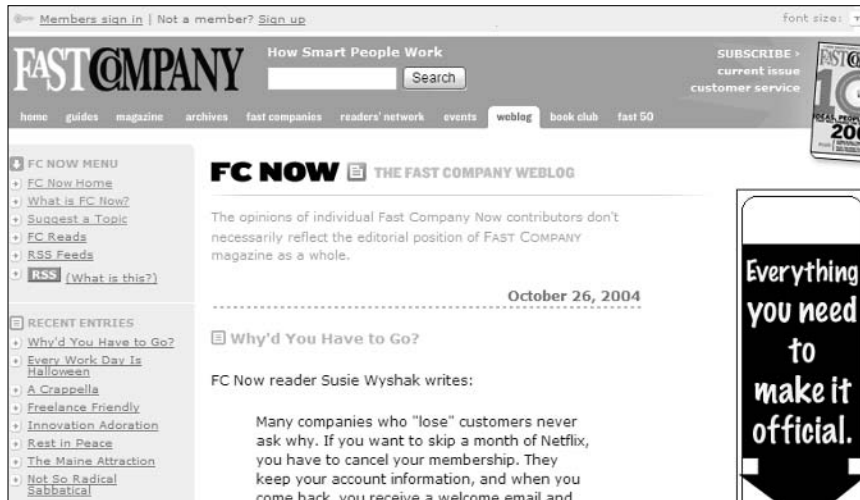 Members sign in | Not a member? Sign up
font size:
FAST COMPANY
How Smart People Work
Search
SUBSCRIBE ›
current issue
customer service
home guides magazine archives fast companies readers' network events weblog book club fast 50
FC NOW MENU
FC Now Home
What is FC Now?
Suggest a Topic
FC Reads
RSS Feeds
RSS (What is this?)
RECENT ENTRIES
Why'd You Have to Go?
Every Work Day Is
Halloween
A Crappella
Freelance Friendly
Innovation Adoration
Rest in Peace
The Maine Attraction
Not So Radical
Sabbatical
FC NOW THE FAST COMPANY WEBLOG
The opinions of individual Fast Company Now contributors don't
necessarily reflect the editorial position of FAST COMPANY
magazine as a whole.
October 26, 2004
Why'd You Have to Go?
FC Now reader Susie Wyshak writes:
Many companies who "lose" customers never
ask why. If you want to skip a month of Netflix,
you have to cancel your membership. They
keep your account information, and when you
come back, you receive a welcome email and
Everything
you need
to
make it
official.